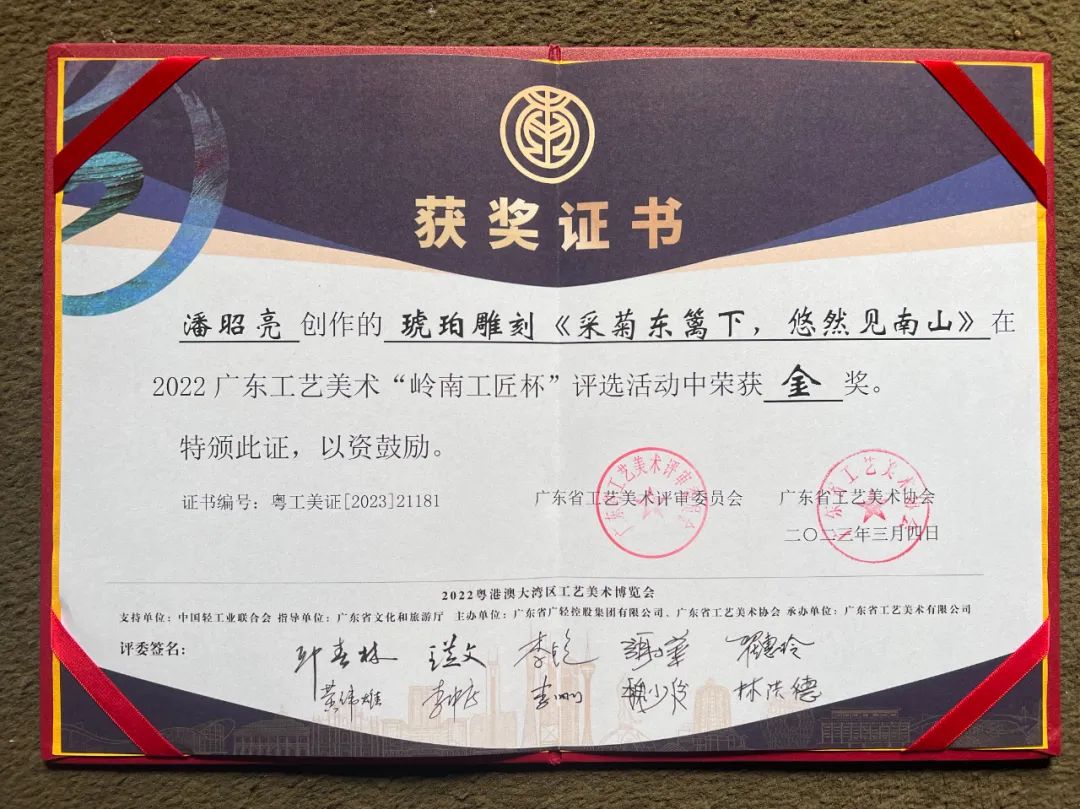 获奖证书
潘昭亮 创作的 琥珀雕刻《采菊东篱下，悠然见南山》在
2022广东工艺美术“岭南工匠杯”评选活动中荣获 金 奖。
特颁此证，以资鼓励。
证书编号：粤工美证[2023]21181 广东省工艺美术评审委员会 广东省工艺美术协会
二〇二三年三月四日
2022粤港澳大湾区工艺美术博览会
支持单位：中国轻工业联合会 指导单位：广东省文化和旅游厅 主办单位：广东省广轻控股集团有限公司、广东省工艺美术协会 承办单位：广东省工艺美术有限公司
评委签名：
黄伟雄 李中庆 林洪德